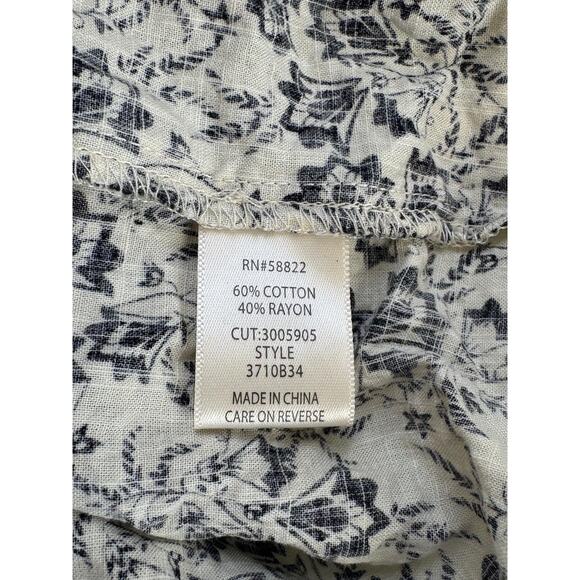 RN#58822
60% COTTON
40% RAYON
CUT:3005905
STYLE
3710B34
MADE IN CHINA
CARE ON REVERSE